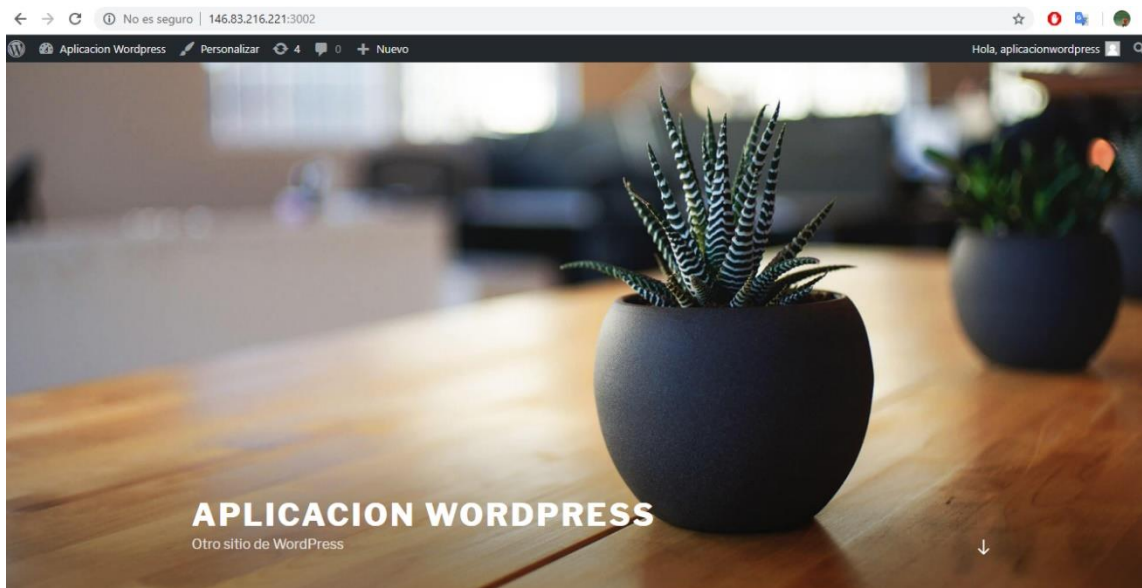 No es seguro | 146.83.216.221:3002
Aplicacion Wordpress Personalizar 4 0 Nuevo Hola, aplicacionwordpress
APLICACION WORDPRESS
Otro sitio de WordPress